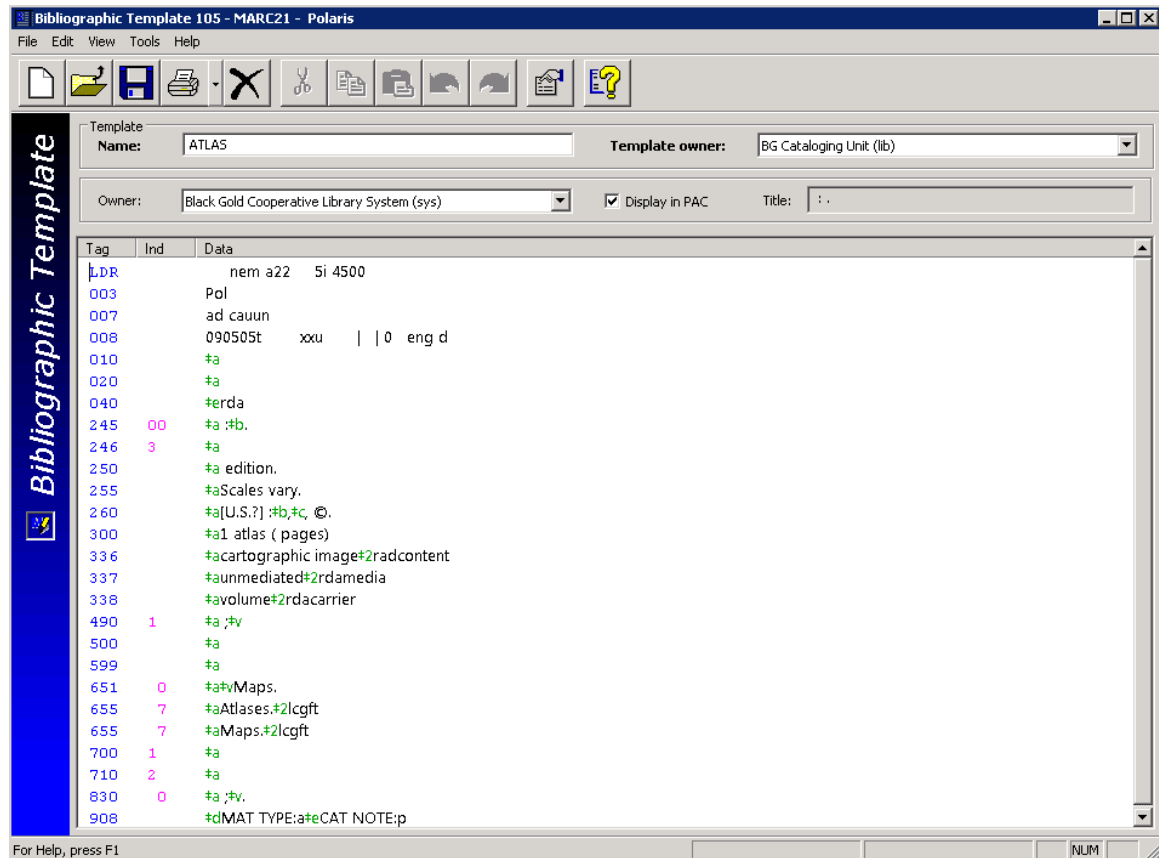 Bibliographic Template 105 - MARC21 - Polaris
File Edit View Tools Help
Bibliographic Template
Template
Name: ATLAS Template owner: BG Cataloging Unit (lib)
Owner: Black Gold Cooperative Library System (sys) Display in PAC Title: : .
Tag Ind Data
LDR nem a22 5i 4500
003 Pol
007 ad cauun
008 090505t xxu | | 0 eng d
010 ‡a
020 ‡a
040 ‡erda
245 00 ‡a :‡b.
246 3 ‡a
250 ‡a edition.
255 ‡aScales vary.
260 ‡a[U.S.?] :‡b,‡c, ©.
300 ‡a1 atlas ( pages)
336 ‡acartographic image‡2radcontent
337 ‡aunmediated‡2rdamedia
338 ‡avolume‡2rdacarrier
490 1 ‡a ;‡v
500 ‡a
599 ‡a
651 0 ‡a‡vMaps.
655 7 ‡aAtlases.‡2lcgft
655 7 ‡aMaps.‡2lcgft
700 1 ‡a
710 2 ‡a
830 0 ‡a ;‡v.
908 ‡dMAT TYPE:a‡eCAT NOTE:p
For Help, press F1 NUM